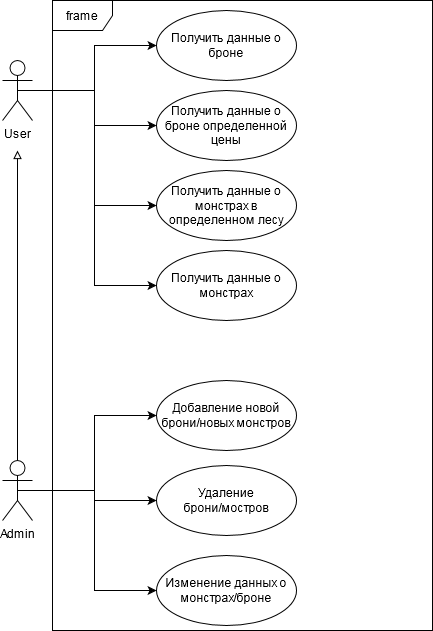 frame
Получить данные о
броне
User
Получить данные о
броне определенной
цены
Получить данные о
монстрах в
определенном лесу
Получить данные о
монстрах
Добавление новой
брони/новых монстров
Admin
Удаление
брони/мостров
Изменение данных о
монстрах/броне